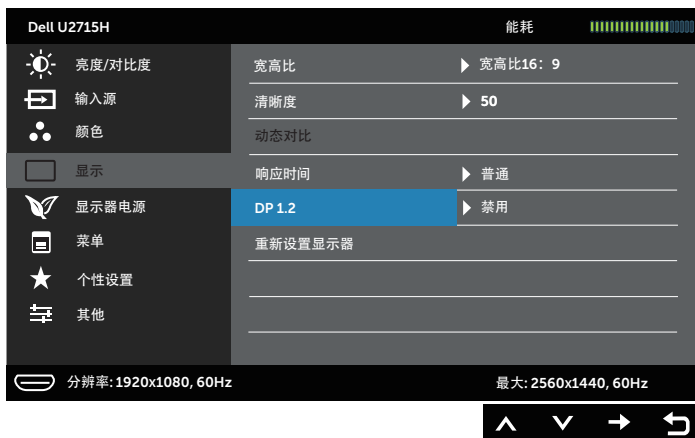 Dell U2715H
能耗
亮度/对比度
宽高比
宽高比16：9
输入源
清晰度
50
颜色
动态对比
显示
响应时间
普通
显示器电源
DP 1.2
禁用
菜单
重新设置显示器
个性设置
其他
分辨率: 1920x1080, 60Hz
最大: 2560x1440, 60Hz